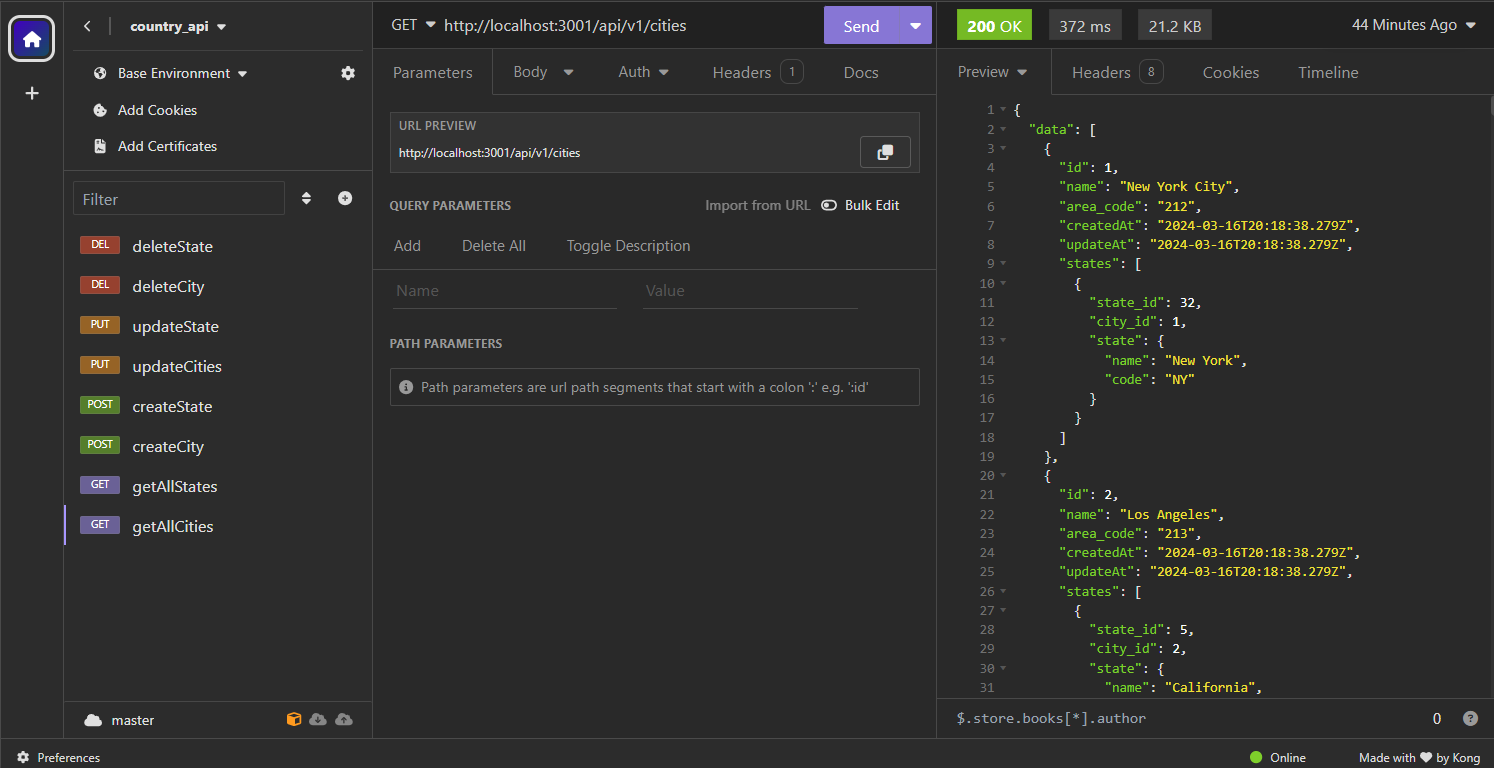 country_api
Base Environment
Add Cookies
Add Certificates
Filter
DEL deleteState
DEL deleteCity
PUT updateState
PUT updateCities
POST createState
POST createCity
GET getAllStates
GET getAllCities
master
Preferences
GET http://localhost:3001/api/v1/cities Send
Parameters Body Auth Headers 1 Docs
URL PREVIEW
http://localhost:3001/api/v1/cities
QUERY PARAMETERS Import from URL Bulk Edit
Add Delete All Toggle Description
Name Value
PATH PARAMETERS
Path parameters are url path segments that start with a colon ':' e.g. ':id'
200 OK 372 ms 21.2 KB 44 Minutes Ago
Preview Headers 8 Cookies Timeline
1 {
2 "data": [
3 {
4 "id": 1,
5 "name": "New York City",
6 "area_code": "212",
7 "createdAt": "2024-03-16T20:18:38.279Z",
8 "updateAt": "2024-03-16T20:18:38.279Z",
9 "states": [
10 {
11 "state_id": 32,
12 "city_id": 1,
13 "state": {
14 "name": "New York",
15 "code": "NY"
16 }
17 }
18 ]
19 },
20 {
21 "id": 2,
22 "name": "Los Angeles",
23 "area_code": "213",
24 "createdAt": "2024-03-16T20:18:38.279Z",
25 "updateAt": "2024-03-16T20:18:38.279Z",
26 "states": [
27 {
28 "state_id": 5,
29 "city_id": 2,
30 "state": {
31 "name": "California",
$.store.books[*].author 0 ?
Online Made with ❤ by Kong